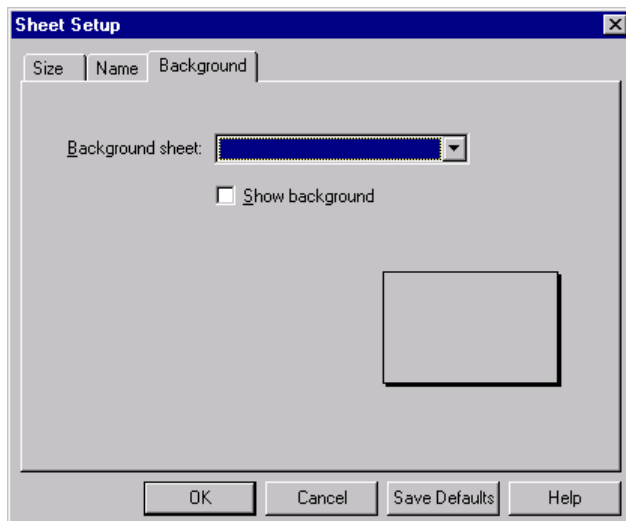 Sheet Setup
Size Name Background
Background sheet:
Show background
OK Cancel Save Defaults Help